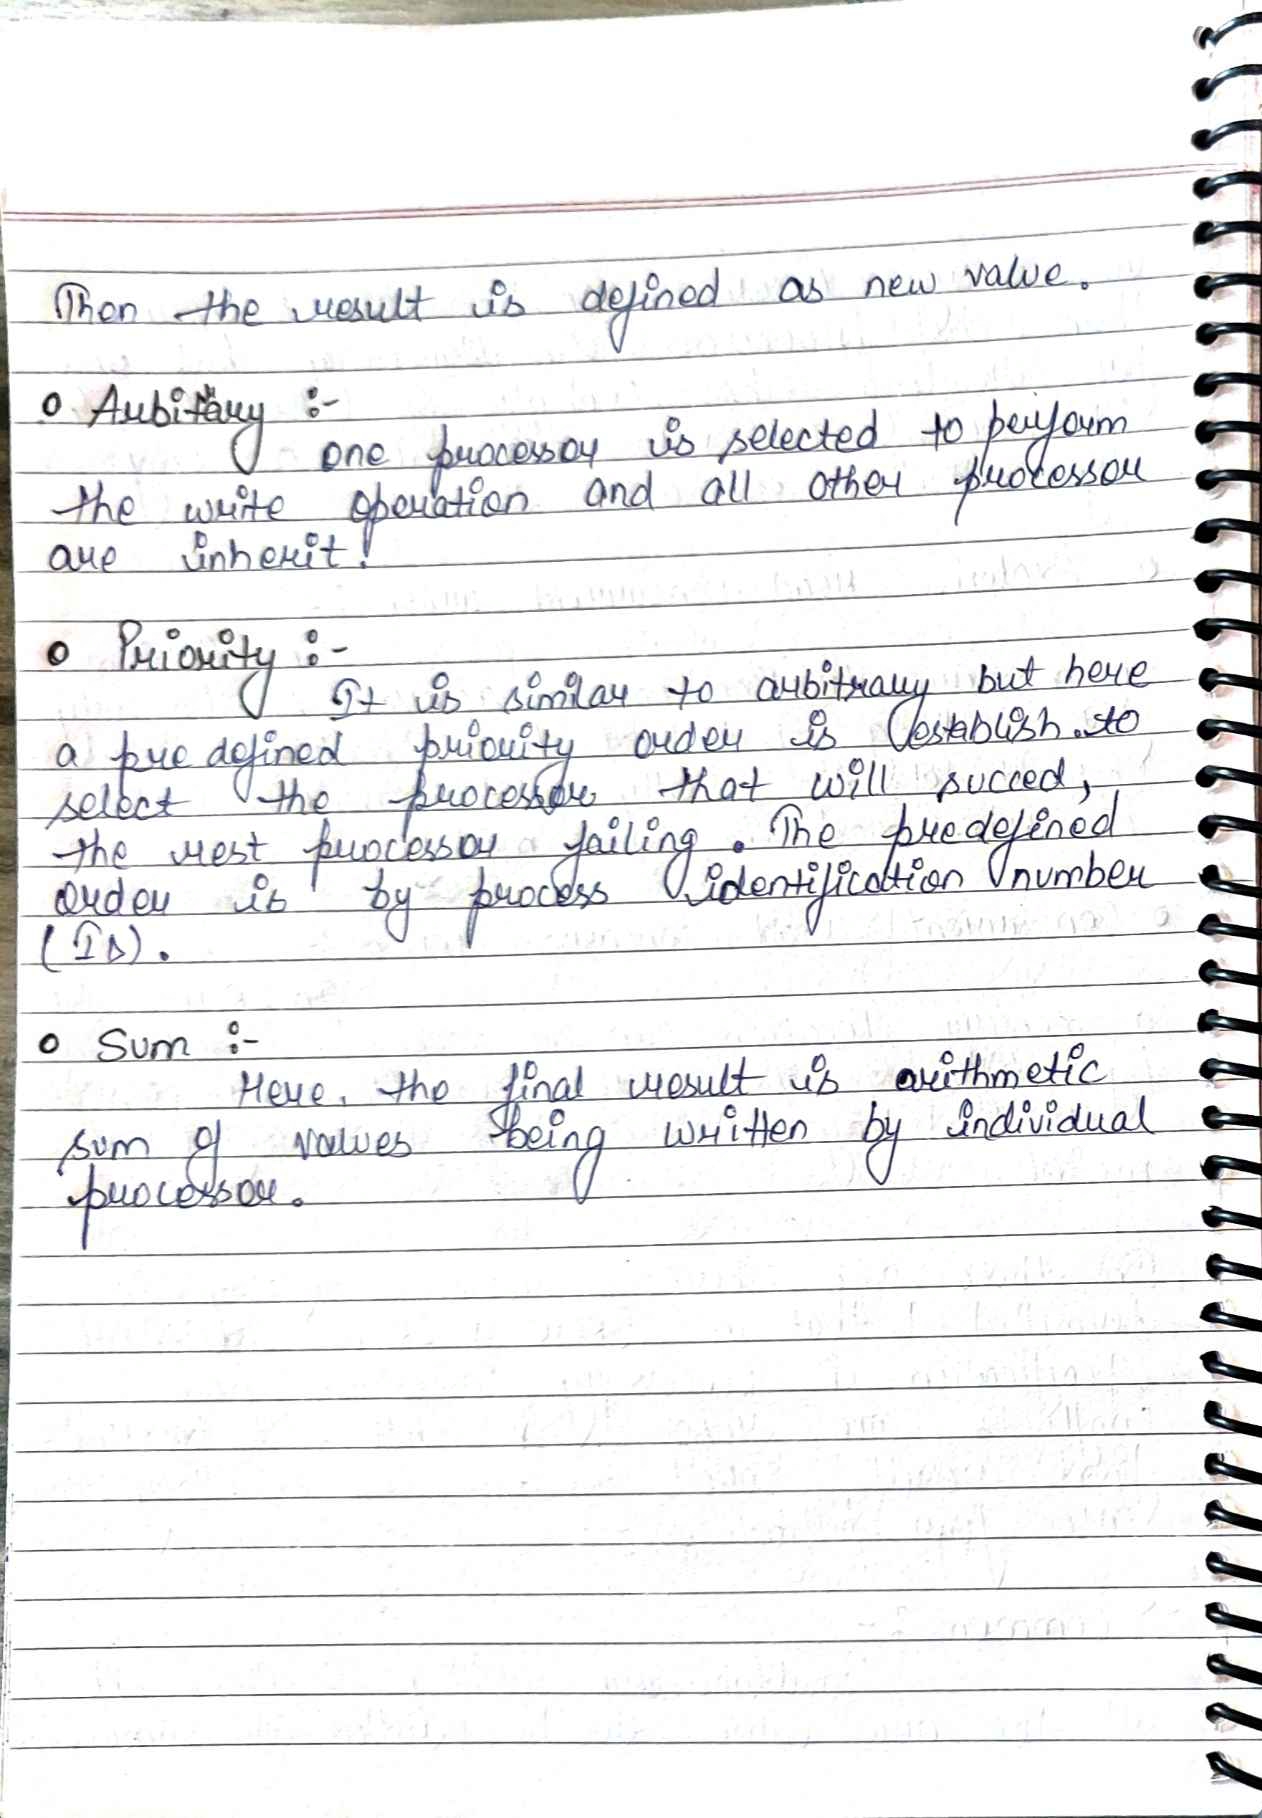 Then the result is defined as new value.
o Arbitary :-
one processor is selected to perform
the write operation and all other processor
are inherit.
o Priority :-
It is similar to arbitrary but here
a pre defined priority order is establish. to
select the processor that will succed,
the rest processor failing. The predefined
order is by process identification number
(ID).
o Sum :-
Here, the final result is arithmetic
sum of values being written by individual
processor.